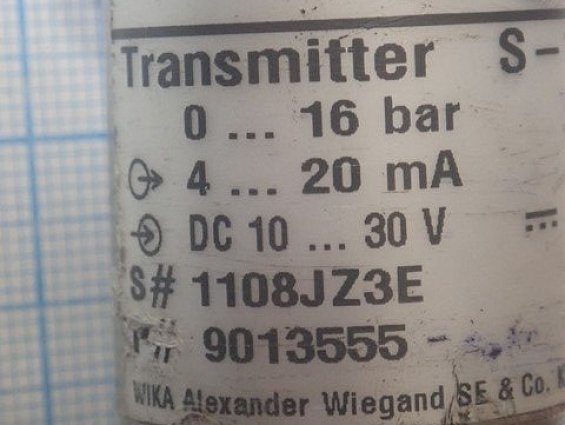 Transmitter S-
0 ... 16 bar
4 ... 20 mA
DC 10 ... 30 V
S# 1108JZ3E
P# 9013555
WIKA Alexander Wiegand SE & Co. K